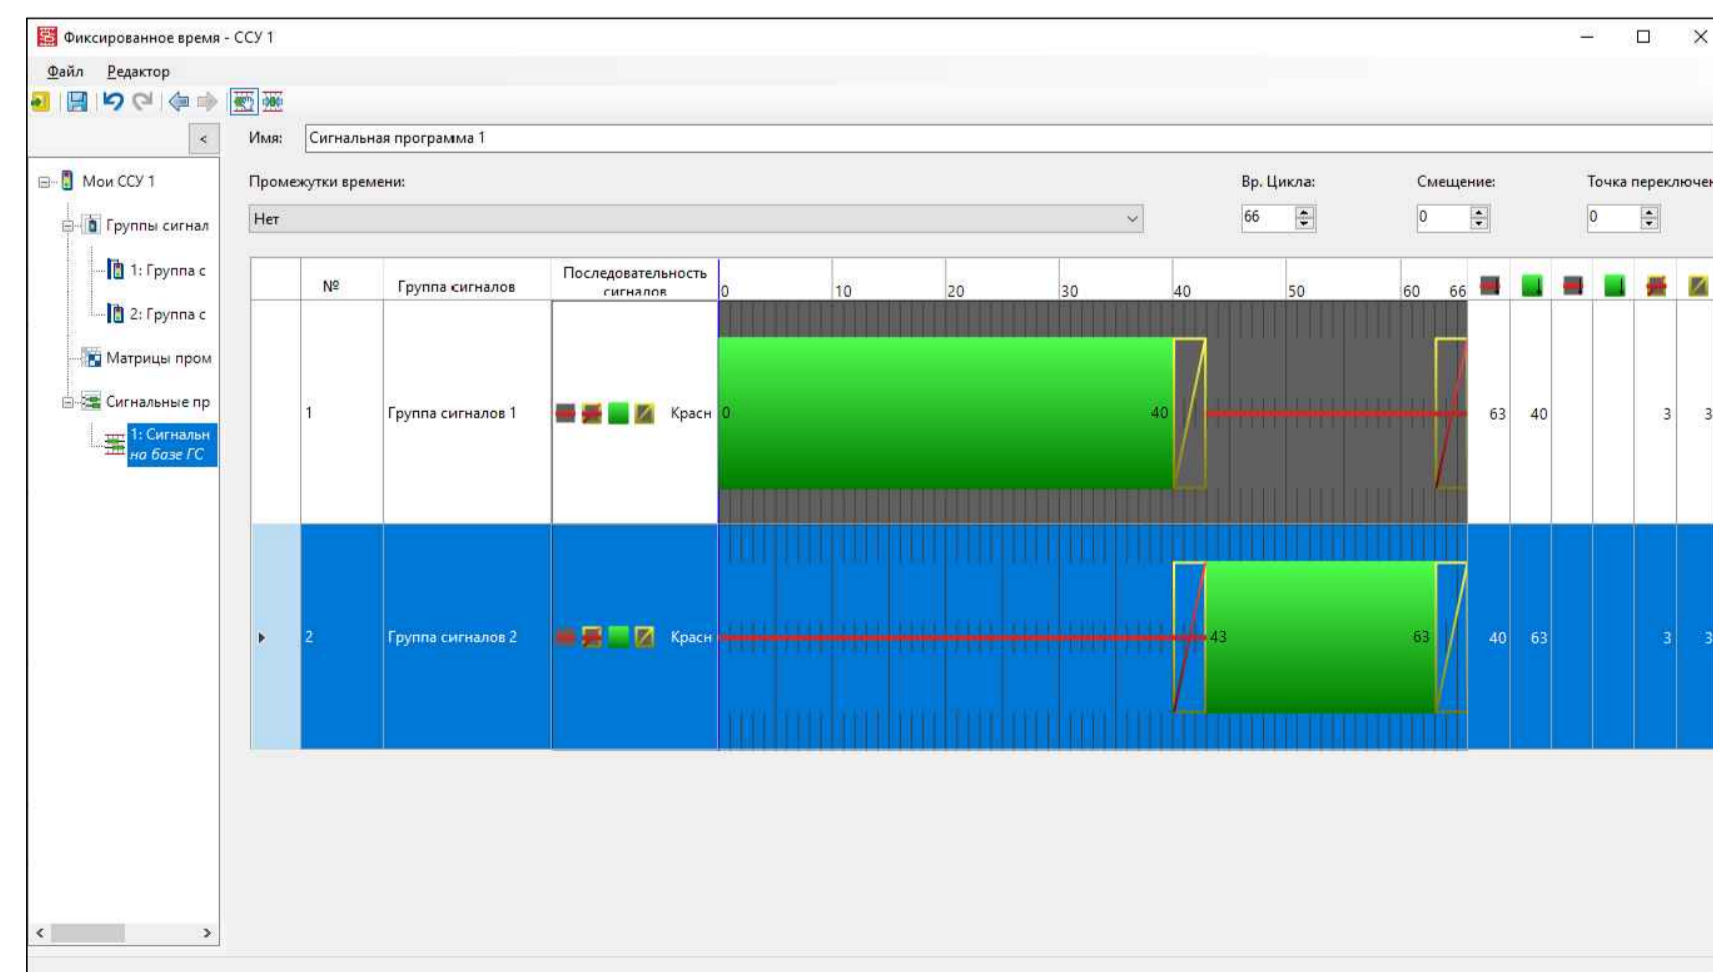 Фиксированное время - ССУ 1
Файл Редактор
<
Имя: Сигнальная программа 1
Мои ССУ 1
Группы сигнал
1: Группа с
2: Группа с
Матрицы пром
Сигнальные пр
1: Сигнальн
на базе ГС
Промежутки времени: Вр. Цикла: Смещение: Точка переключен
Нет 66 0 0
№ Группа сигналов Последовательность сигналов 0 10 20 30 40 50 60 66
1 Группа сигналов 1 Красн 0 40 63 40 3 3
2 Группа сигналов 2 Красн 43 63 40 63 3 3
< >